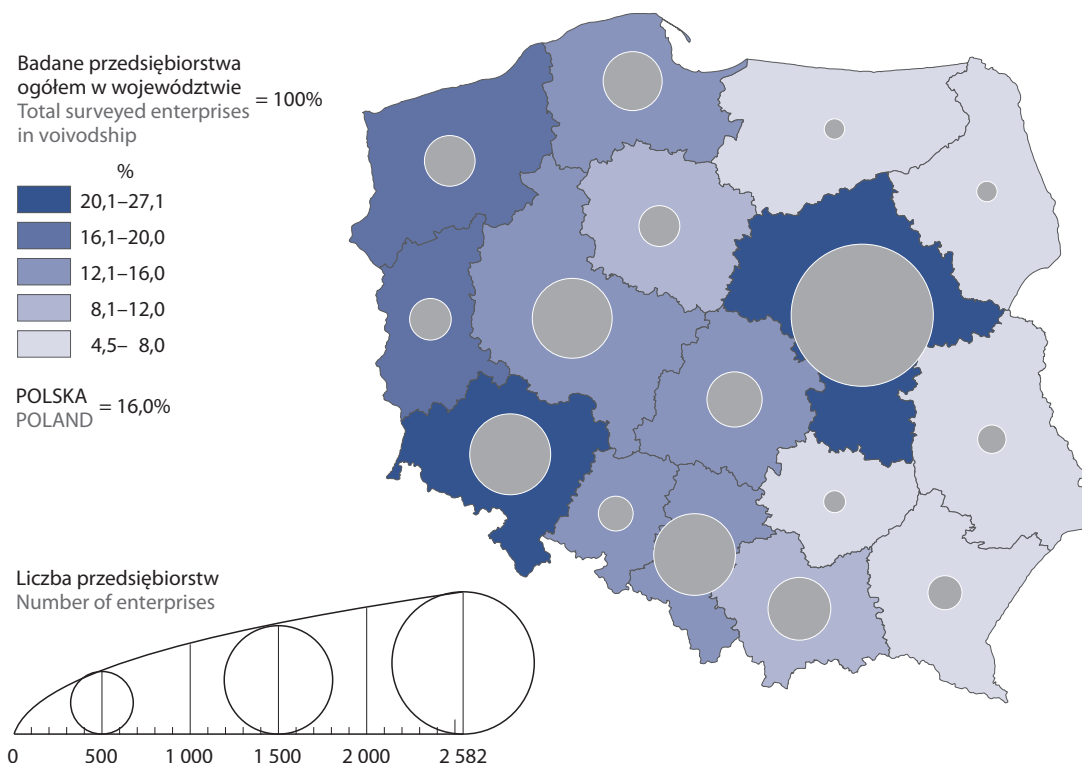 Badane przedsiębiorstwa
ogółem w województwie
Total surveyed enterprises
in voivodship
= 100%
%
20,1–27,1
16,1–20,0
12,1–16,0
8,1–12,0
4,5– 8,0
POLSKA
POLAND
= 16,0%
Liczba przedsiębiorstw
Number of enterprises
0 500 1 000 1 500 2 000 2 582